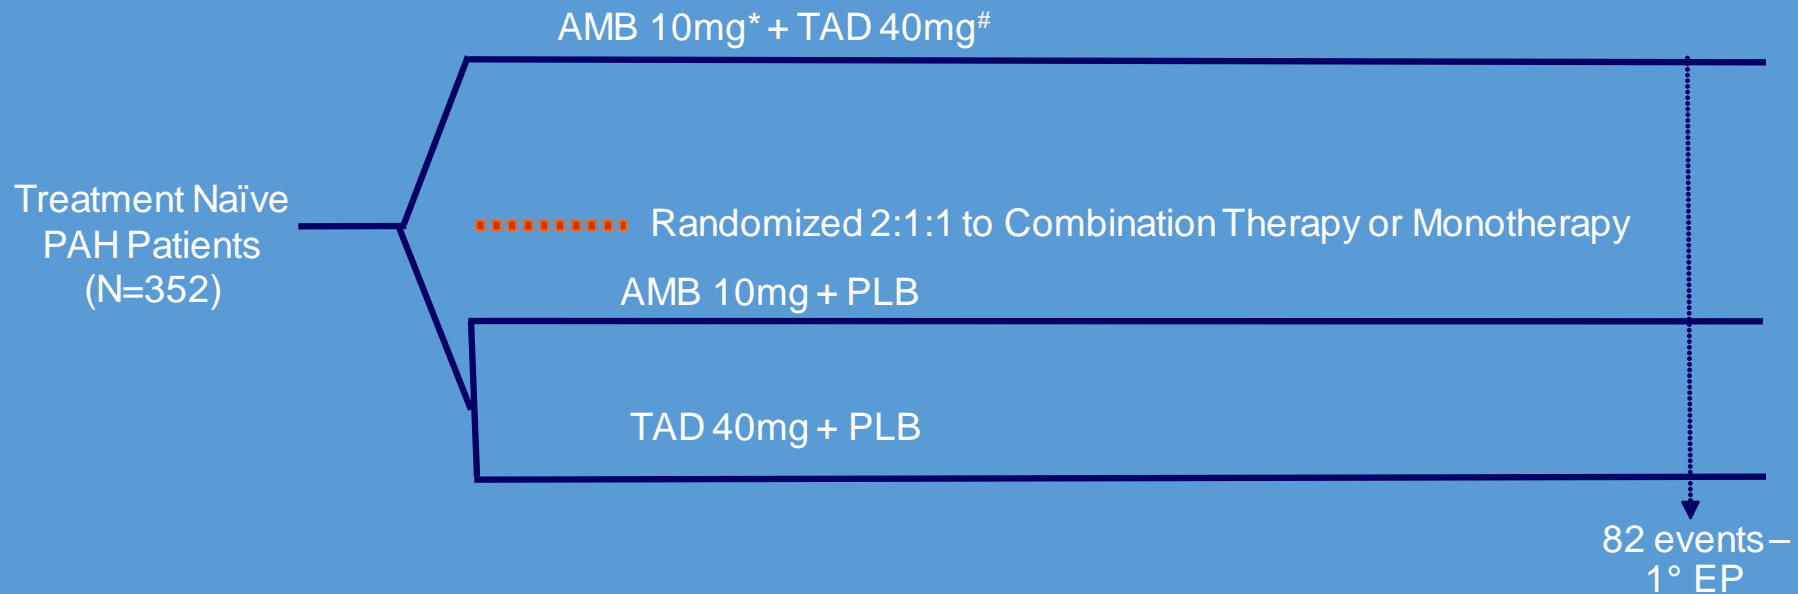 AMB 10mg* + TAD 40mg#
Treatment Naïve
PAH Patients
(N=352)
Randomized 2:1:1 to Combination Therapy or Monotherapy
AMB 10mg + PLB
TAD 40mg + PLB
82 events –
1° EP